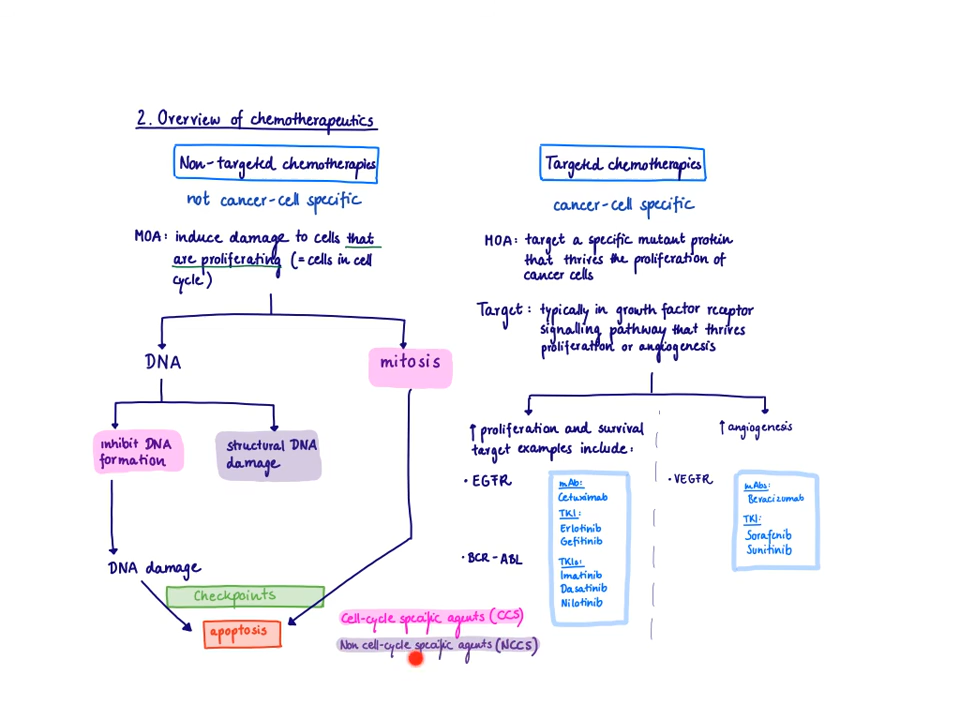 2. Overview of chemotherapeutics
Non-targeted chemotherapies
not cancer-cell specific
MOA: induce damage to cells that
are proliferating (= cells in cell
cycle')
DNA
mitosis
inhibit DNA
formation
structural DNA
damage
DNA damage
Checkpoints
apoptosis
Cell-cycle specific agents (CCS)
Non cell-cycle specific agents (NCCS)
Targeted chemotherapies
cancer-cell specific
MOA: target a specific mutant protein
that thrives the proliferation of
cancer cells
Target: typically in growth factor receptor
signalling pathway that thrives
proliferation or angiogenesis
↑ proliferation and survival
target examples include:
• EGFR
mAb:
Cetuximab
TKI:
Erlotinib
Gefitinib
• BCR-ABL
TKIs:
Imatinib
Dasatinib
Nilotinib
↑ angiogenesis
• VEGFR
mAbs:
Bevacizumab
TKI:
Sorafenib
Sunitinib